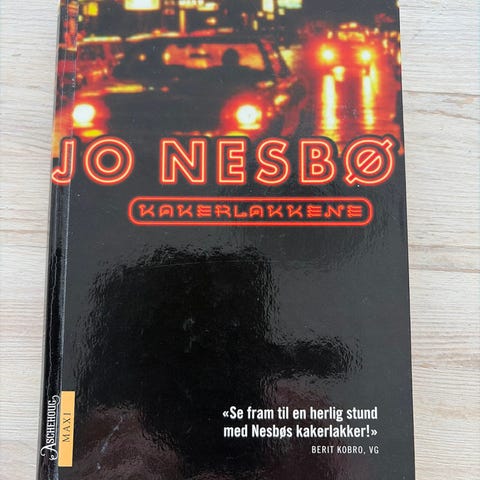 JO NESBØ
KAKERLAKKENE
«Se fram til en herlig stund
med Nesbøs kakerlakker!»
BERIT KOBRO, VG
ASCHEHOUG
MAXI